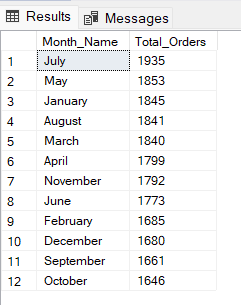 Results Messages
Month_Name Total_Orders
1 July 1935
2 May 1853
3 January 1845
4 August 1841
5 March 1840
6 April 1799
7 November 1792
8 June 1773
9 February 1685
10 December 1680
11 September 1661
12 October 1646